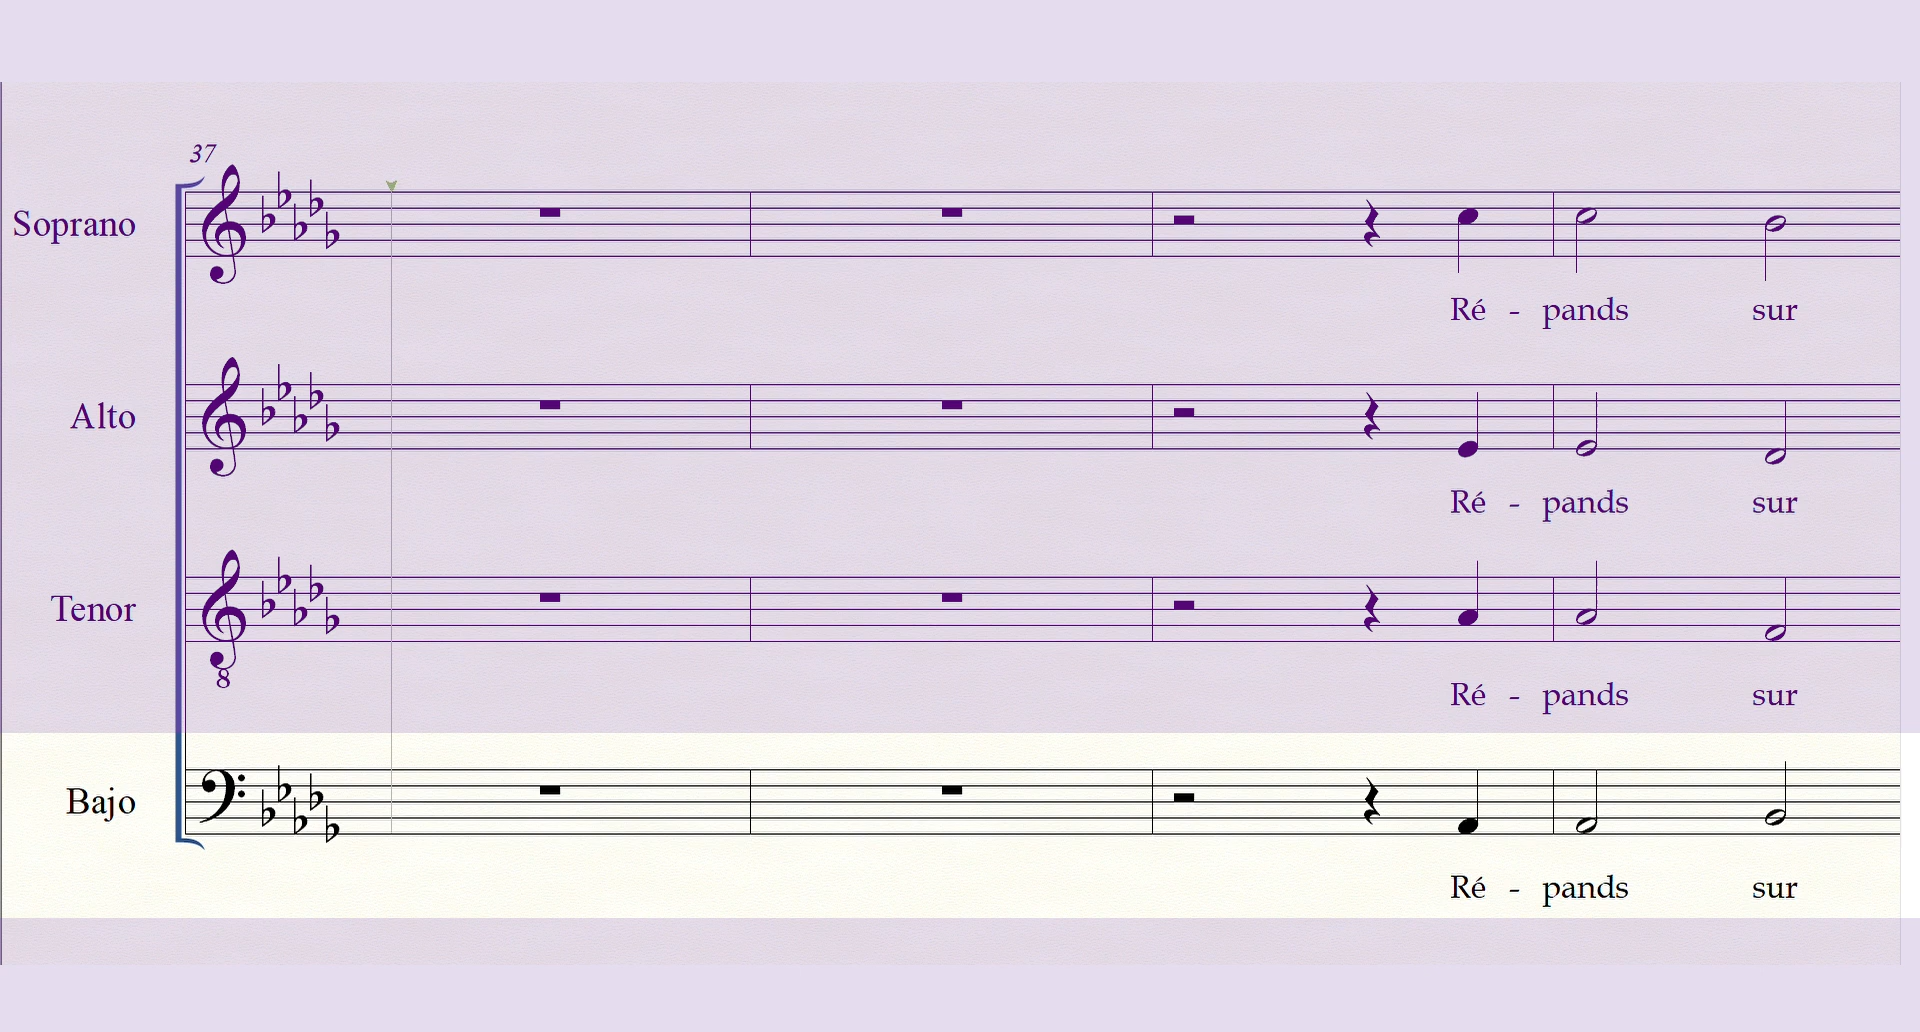 37
Soprano
Ré - pands sur
Alto
Ré - pands sur
Tenor
8
Ré - pands sur
Bajo
Ré - pands sur